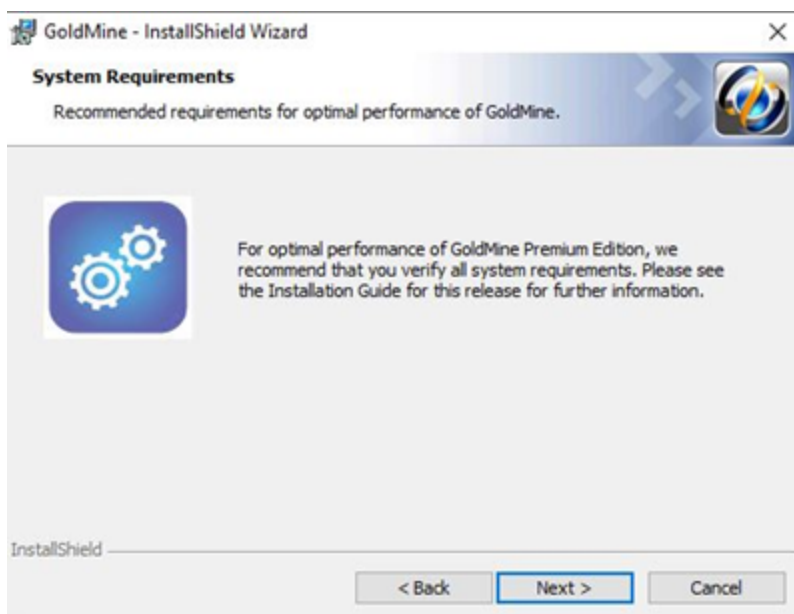 GoldMine - InstallShield Wizard
System Requirements
Recommended requirements for optimal performance of GoldMine.
For optimal performance of GoldMine Premium Edition, we
recommend that you verify all system requirements. Please see
the Installation Guide for this release for further information.
InstallShield
< Back
Next >
Cancel